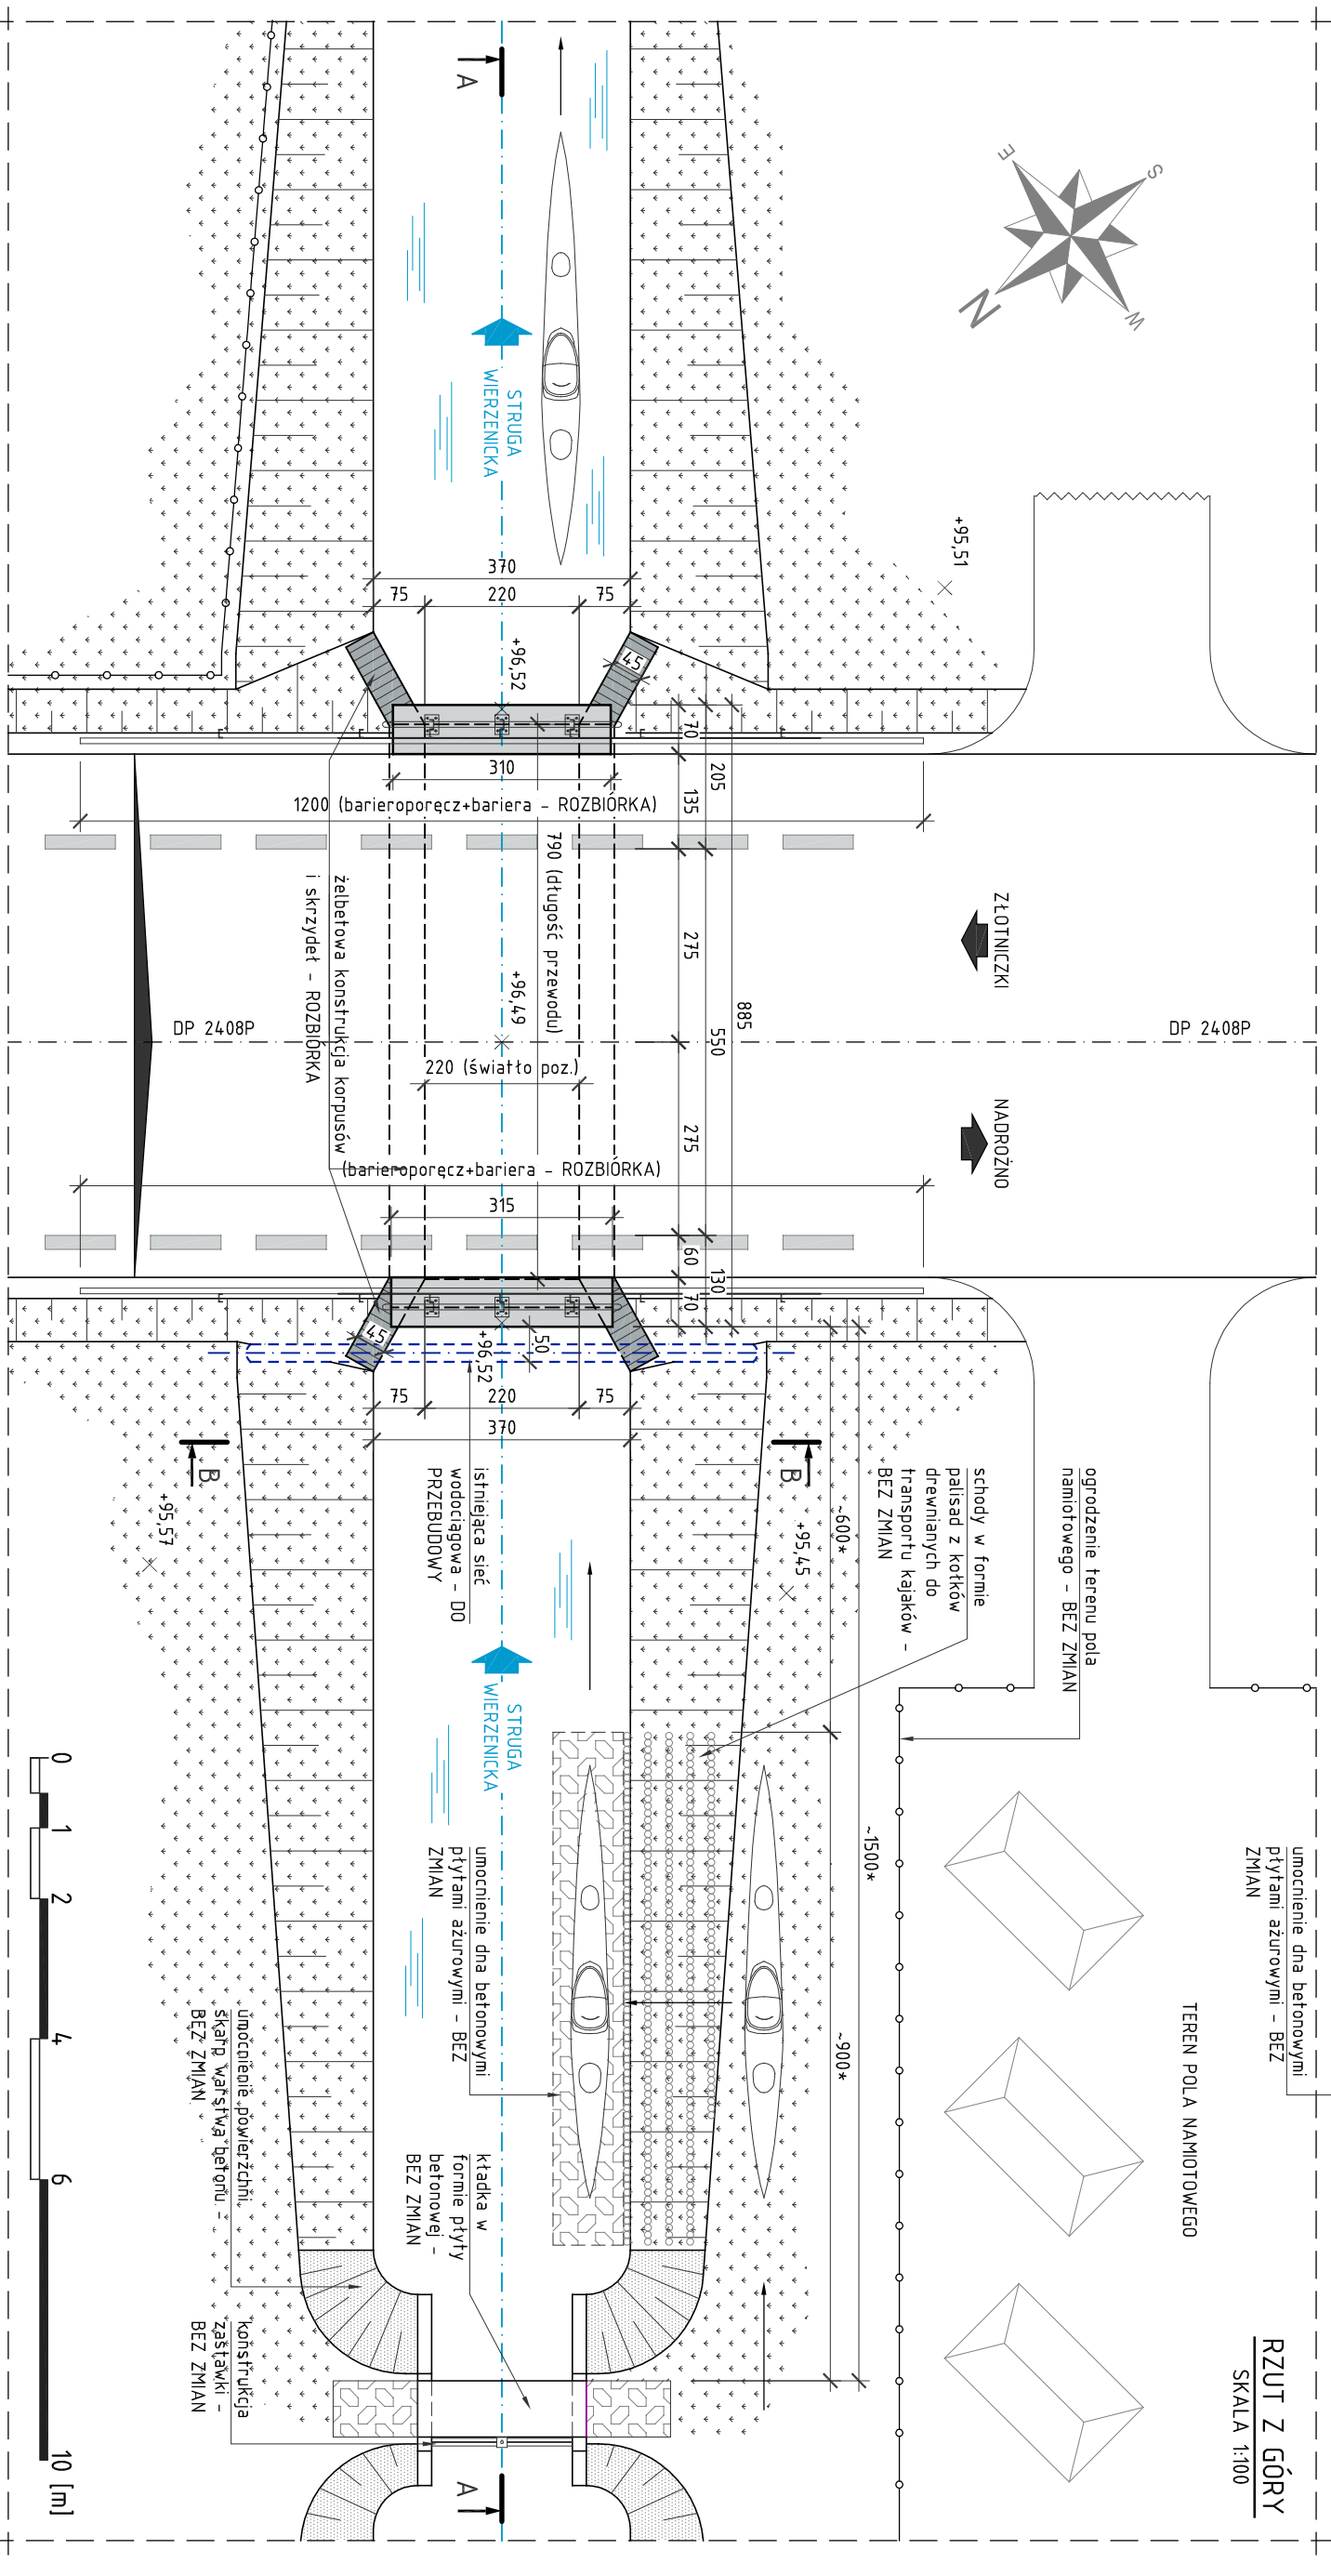 RZUT Z GÓRY
SKALA 1:100
S
E
W
N
A
STRUGA
WIERZENICKA
+95,51
370
75
220
75
+96,52
45
70
205
310
135
1200 (barieroporęcz+bariera - ROZBIÓRKA)
790 (długość przewodu)
żelbetowa konstrukcja korpusów
i skrzydeł - ROZBIÓRKA
ZŁOTNICZKI
275
+96,49
885
550
DP 2408P
DP 2408P
220 (światło poz.)
275
NADROŻNO
(barieroporęcz+bariera - ROZBIÓRKA)
315
60
130
70
45
50
+96,52
75
220
75
370
B
B
+95,57
+95,45
istniejąca sieć
wodociągowa - DO
PRZEBUDOWY
~600*
schody w formie
palisad z kołków
drewnianych do
transportu kajaków -
BEZ ZMIAN
ogrodzenie terenu pola
namiotowego - BEZ ZMIAN
STRUGA
WIERZENICKA
~1500*
~900*
umocnienie dna betonowymi
płytami ażurowymi - BEZ
ZMIAN
umocnienie dna betonowymi
płytami ażurowymi - BEZ
ZMIAN
TEREN POLA NAMIOTOWEGO
umocnienie powierzchni
skarp warstwą betonu -
BEZ ZMIAN
kładka w
formie płyty
betonowej -
BEZ ZMIAN
konstrukcja
zastawki -
BEZ ZMIAN
A
0
1
2
4
6
10 [m]